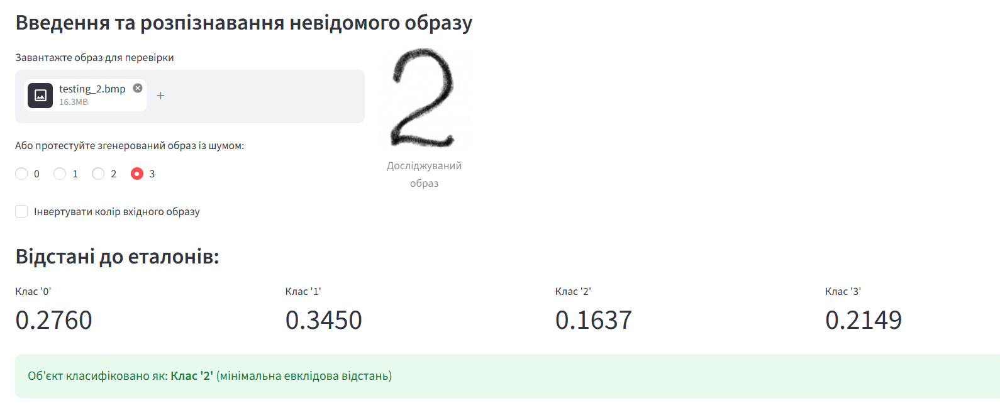 Введення та розпізнавання невідомого образу
Завантажте образ для перевірки
testing_2.bmp
16.3MB
2
Або протестуйте згенерований образ із шумом:
0 1 2 3
Досліджуваний
образ
Інвертувати колір вхідного образу
Відстані до еталонів:
Клас '0' Клас '1' Клас '2' Клас '3'
0.2760 0.3450 0.1637 0.2149
Об'єкт класифіковано як: Клас '2' (мінімальна евклідова відстань)